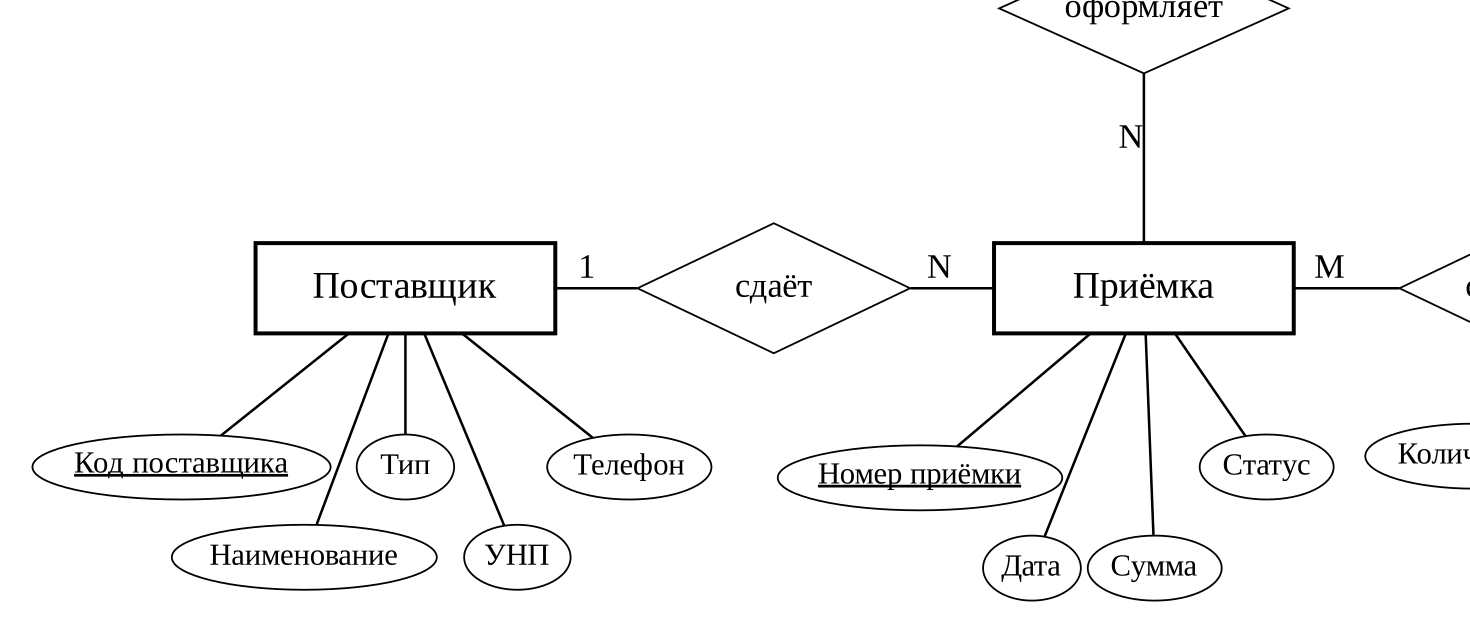 оформляет
N
Поставщик
1
сдаёт
N
Приёмка
M
Код поставщика
Тип
Телефон
Номер приёмки
Статус
Наименование
УНП
Дата
Сумма